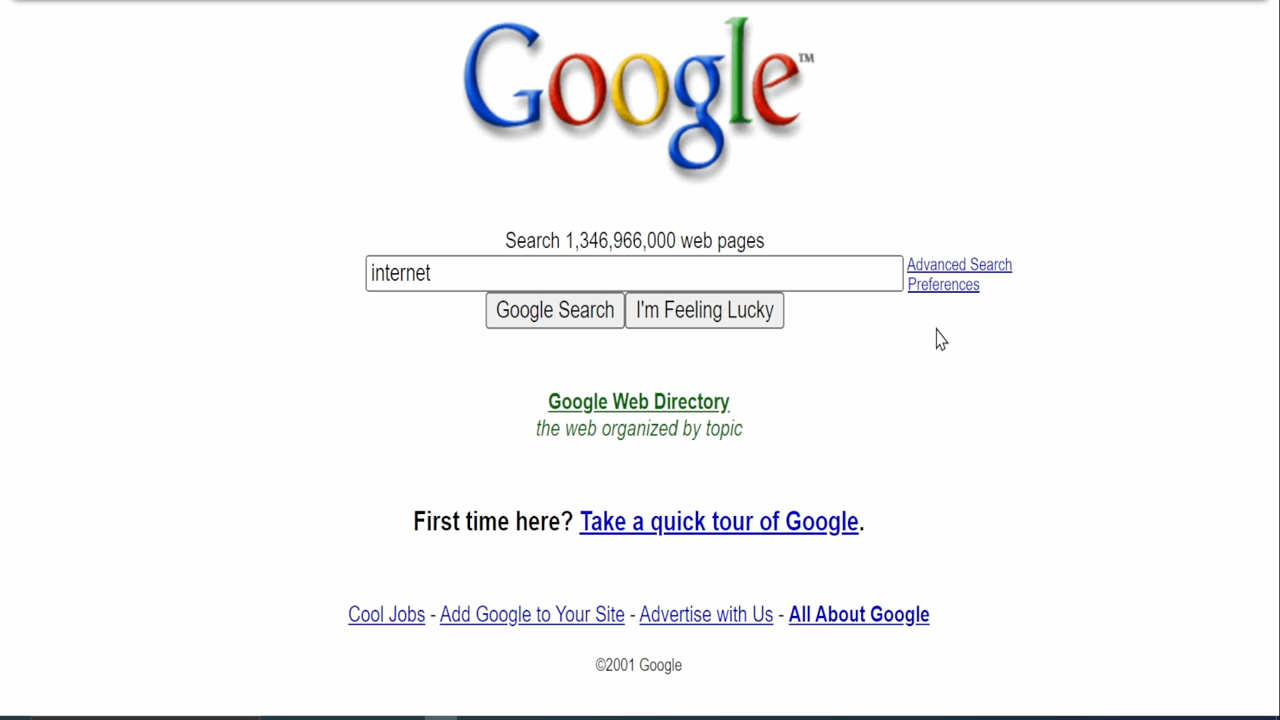 Google™
Search 1,346,966,000 web pages
internet
Advanced Search
Preferences
Google Search I'm Feeling Lucky
Google Web Directory
the web organized by topic
First time here? Take a quick tour of Google.
Cool Jobs - Add Google to Your Site - Advertise with Us - All About Google
©2001 Google